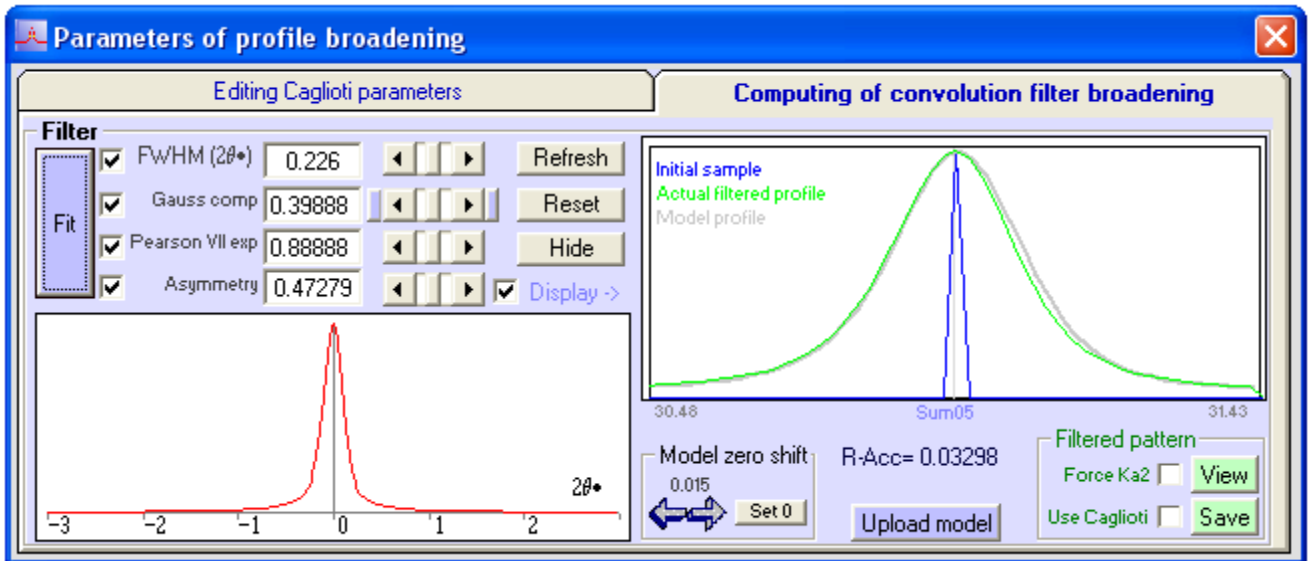 Parameters of profile broadening
Editing Caglioti parameters
Computing of convolution filter broadening
Filter
Fit
FWHM (2θ•) 0.226 Refresh
Gauss comp 0.39888 Reset
Pearson VII exp 0.88888 Hide
Asymmetry 0.47279 Display ->
2θ•
-3 -2 -1 0 1 2
Initial sample
Actual filtered profile
Model profile
30.48 Sum05 31.43
Model zero shift
0.015
Set 0
R-Acc= 0.03298
Upload model
Filtered pattern
Force Ka2 View
Use Caglioti Save